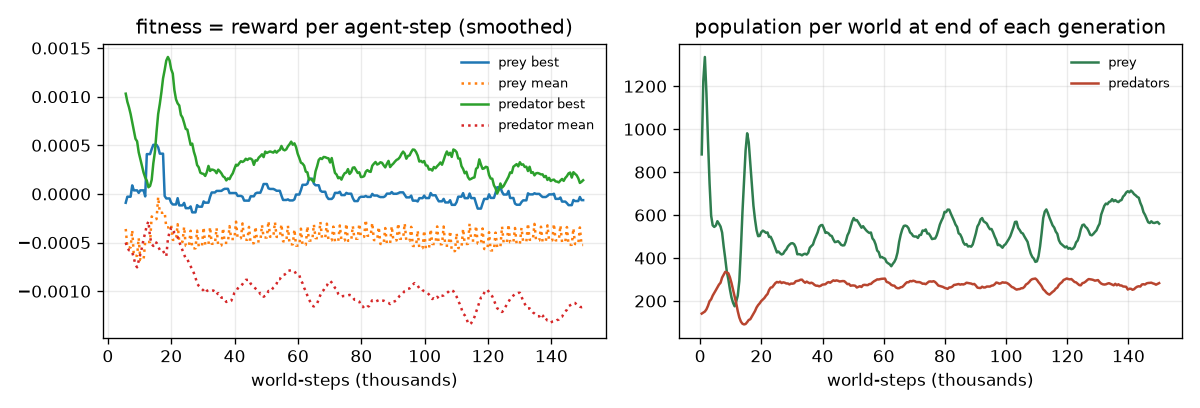 fitness = reward per agent-step (smoothed)
0.0015
0.0010
0.0005
0.0000
−0.0005
−0.0010
prey best
prey mean
predator best
predator mean
0 20 40 60 80 100 120 140
world-steps (thousands)
population per world at end of each generation
1200
1000
800
600
400
200
prey
predators
0 20 40 60 80 100 120 140
world-steps (thousands)